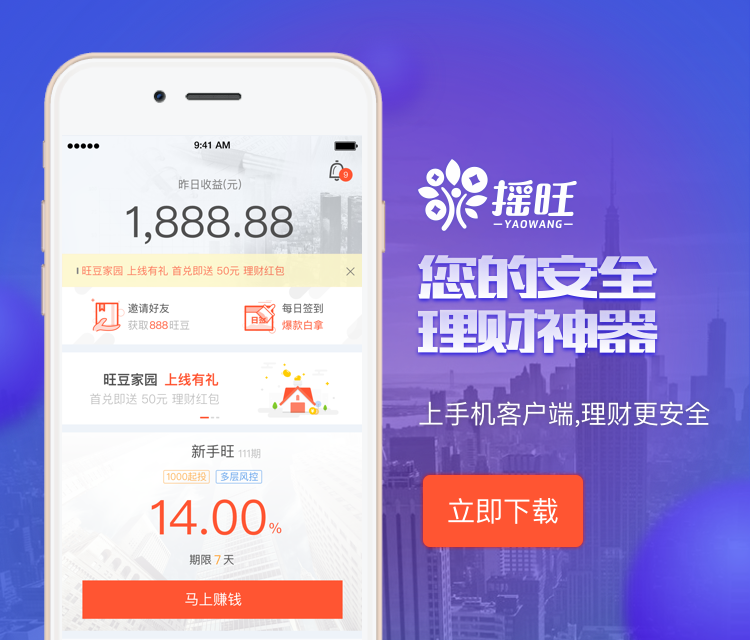 9:41 AM
9
昨日收益(元)
1,888.88
旺豆家园 上线有礼 首兑即送 50元 理财红包
邀请好友
获取888旺豆
每日签到
爆款白拿
旺豆家园 上线有礼
首兑即送 50元 理财红包
新手旺 111期
1000起投 多层风控
14.00%
期限 7 天
马上赚钱
摇旺
YAOWANG
您的安全
理财神器
上手机客户端,理财更安全
立即下载